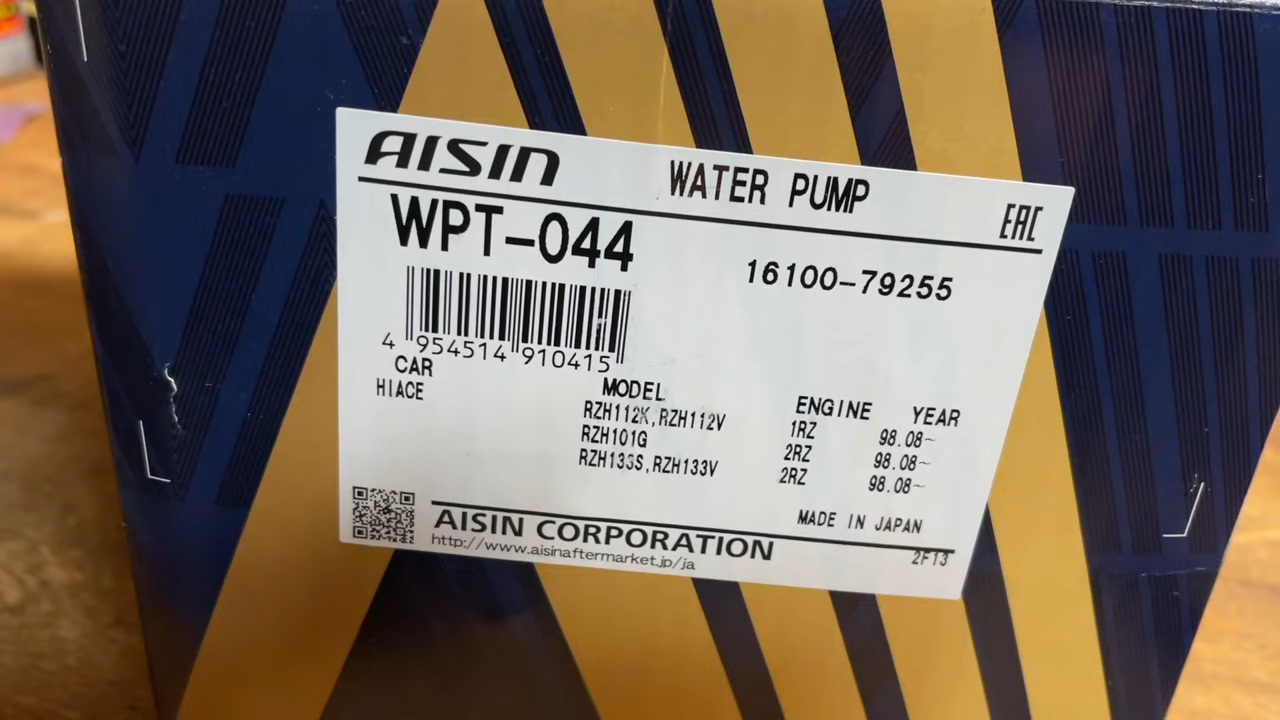 AISIN
WATER PUMP
EAC
WPT-044
16100-79255
4 954514 910415
CAR MODEL ENGINE YEAR
HIACE RZH112K,RZH112V 1RZ 98.08~
RZH101G 2RZ 98.08~
RZH133S,RZH133V 2RZ 98.08~
MADE IN JAPAN
AISIN CORPORATION
http://www.aisinaftermarket.jp/ja
2F13